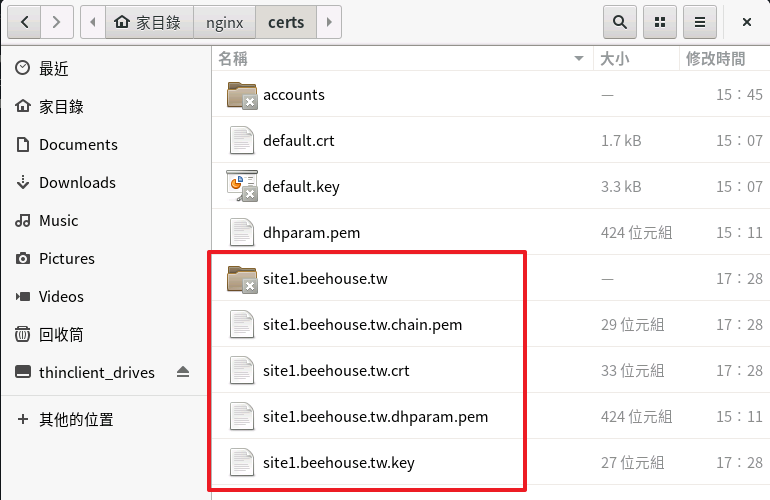 家目錄 nginx certs
名稱 大小 修改時間
最近
家目錄
Documents
Downloads
Music
Pictures
Videos
回收筒
thinclient_drives
其他的位置
accounts — 15：45
default.crt 1.7 kB 15：07
default.key 3.3 kB 15：07
dhparam.pem 424 位元組 15：11
site1.beehouse.tw — 17：28
site1.beehouse.tw.chain.pem 29 位元組 17：28
site1.beehouse.tw.crt 33 位元組 17：28
site1.beehouse.tw.dhparam.pem 424 位元組 15：11
site1.beehouse.tw.key 27 位元組 17：28